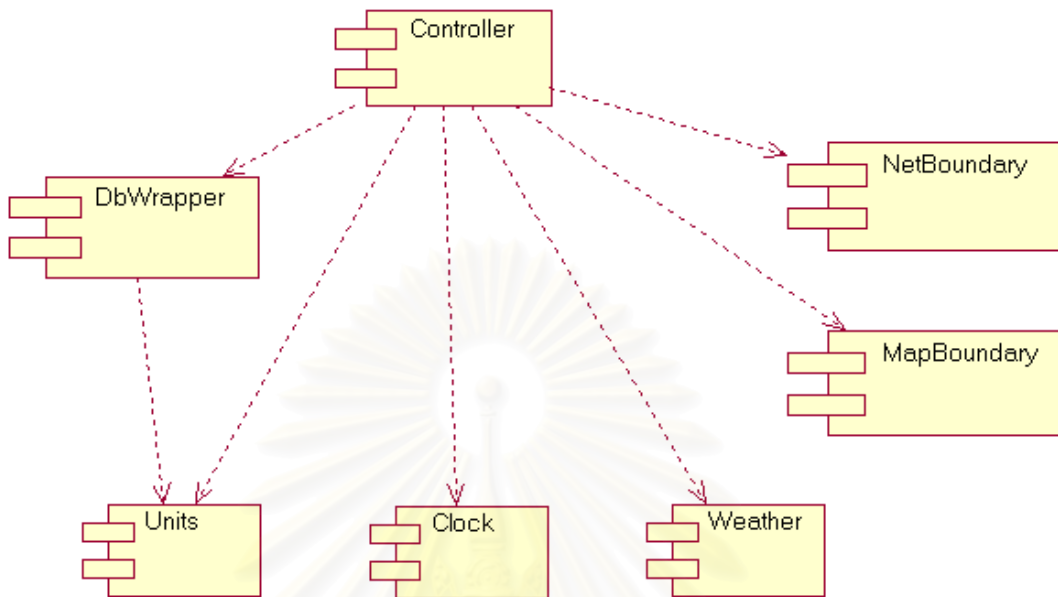 Controller
NetBoundary
DbWrapper
MapBoundary
Units
Clock
Weather